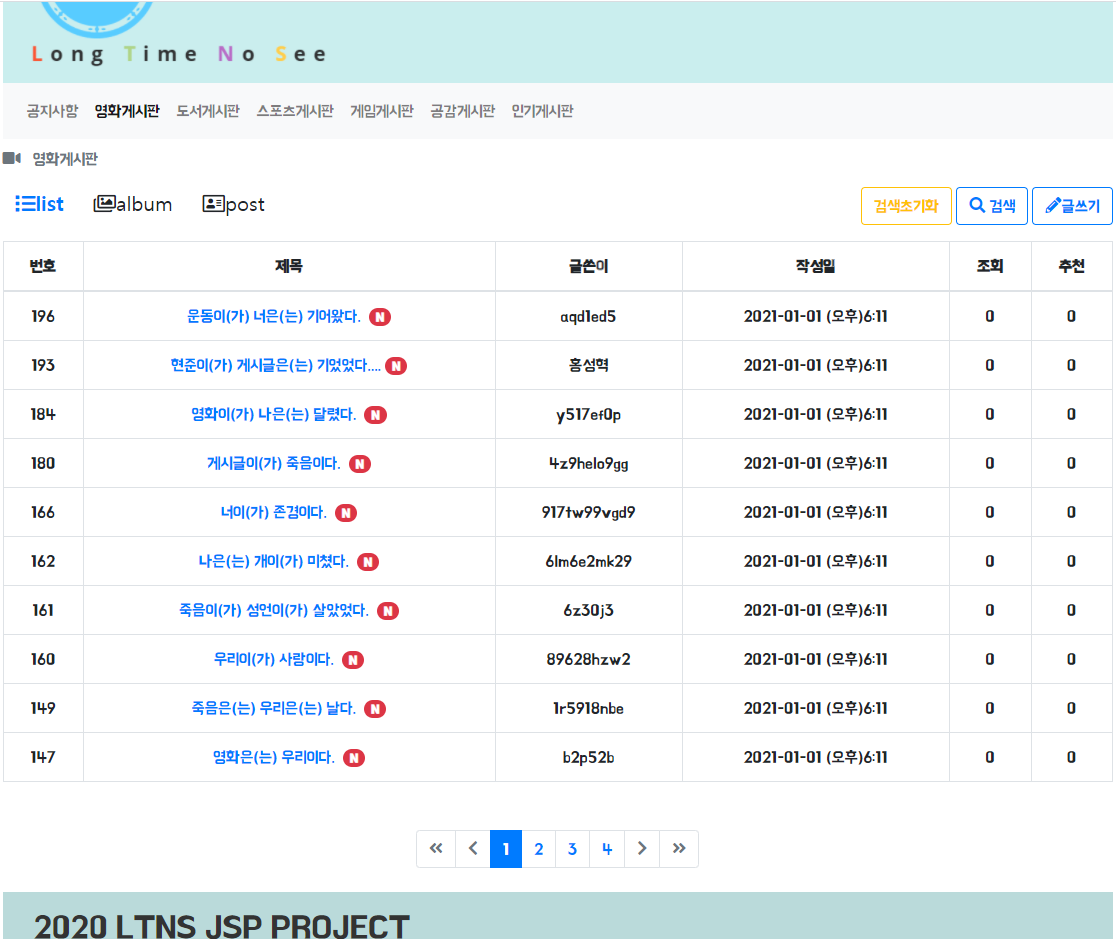 Long Time No See
공지사항 영화게시판 도서게시판 스포츠게시판 게임게시판 공감게시판 인기게시판
영화게시판
list album post 검색초기화 검색 글쓰기
번호 제목 글쓴이 작성일 조회 추천
196 운동이(가) 너은(는) 기어왔다. N aqd1ed5 2021-01-01 (오후)6:11 0 0
193 현준이(가) 게시글은(는) 기었었다.... N 홍성혁 2021-01-01 (오후)6:11 0 0
184 영화이(가) 나은(는) 달렸다. N y517ef0p 2021-01-01 (오후)6:11 0 0
180 게시글이(가) 죽음이다. N 4z9helo9gg 2021-01-01 (오후)6:11 0 0
166 너이(가) 존경이다. N 917tw99vgd9 2021-01-01 (오후)6:11 0 0
162 나은(는) 개이(가) 미쳤다. N 6lm6e2mk29 2021-01-01 (오후)6:11 0 0
161 죽음이(가) 섬언이(가) 살았었다. N 6z30j3 2021-01-01 (오후)6:11 0 0
160 우리이(가) 사람이다. N 89628hzw2 2021-01-01 (오후)6:11 0 0
149 죽음은(는) 우리은(는) 날다. N 1r5918nbe 2021-01-01 (오후)6:11 0 0
147 영화은(는) 우리이다. N b2p52b 2021-01-01 (오후)6:11 0 0
« ‹ 1 2 3 4 › »
2020 LTNS JSP PROJECT